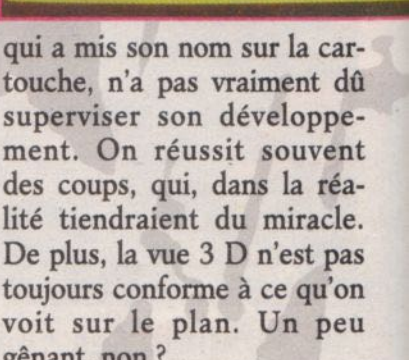 qui a mis son nom sur la car-
touche, n'a pas vraiment dû
superviser son développe-
ment. On réussit souvent
des coups, qui, dans la réa-
lité tiendraient du miracle.
De plus, la vue 3 D n'est pas
toujours conforme à ce qu'on
voit sur le plan. Un peu
gênant, non ?